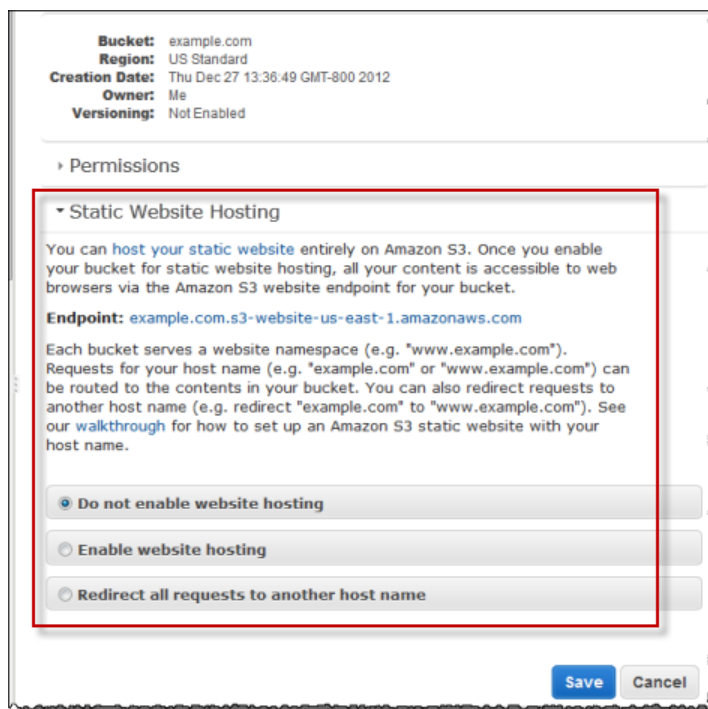 Bucket: example.com
Region: US Standard
Creation Date: Thu Dec 27 13:36:49 GMT-800 2012
Owner: Me
Versioning: Not Enabled
Permissions
Static Website Hosting
You can host your static website entirely on Amazon S3. Once you enable
your bucket for static website hosting, all your content is accessible to web
browsers via the Amazon S3 website endpoint for your bucket.
Endpoint: example.com.s3-website-us-east-1.amazonaws.com
Each bucket serves a website namespace (e.g. "www.example.com").
Requests for your host name (e.g. "example.com" or "www.example.com") can
be routed to the contents in your bucket. You can also redirect requests to
another host name (e.g. redirect "example.com" to "www.example.com"). See
our walkthrough for how to set up an Amazon S3 static website with your
host name.
Do not enable website hosting
Enable website hosting
Redirect all requests to another host name
Save Cancel